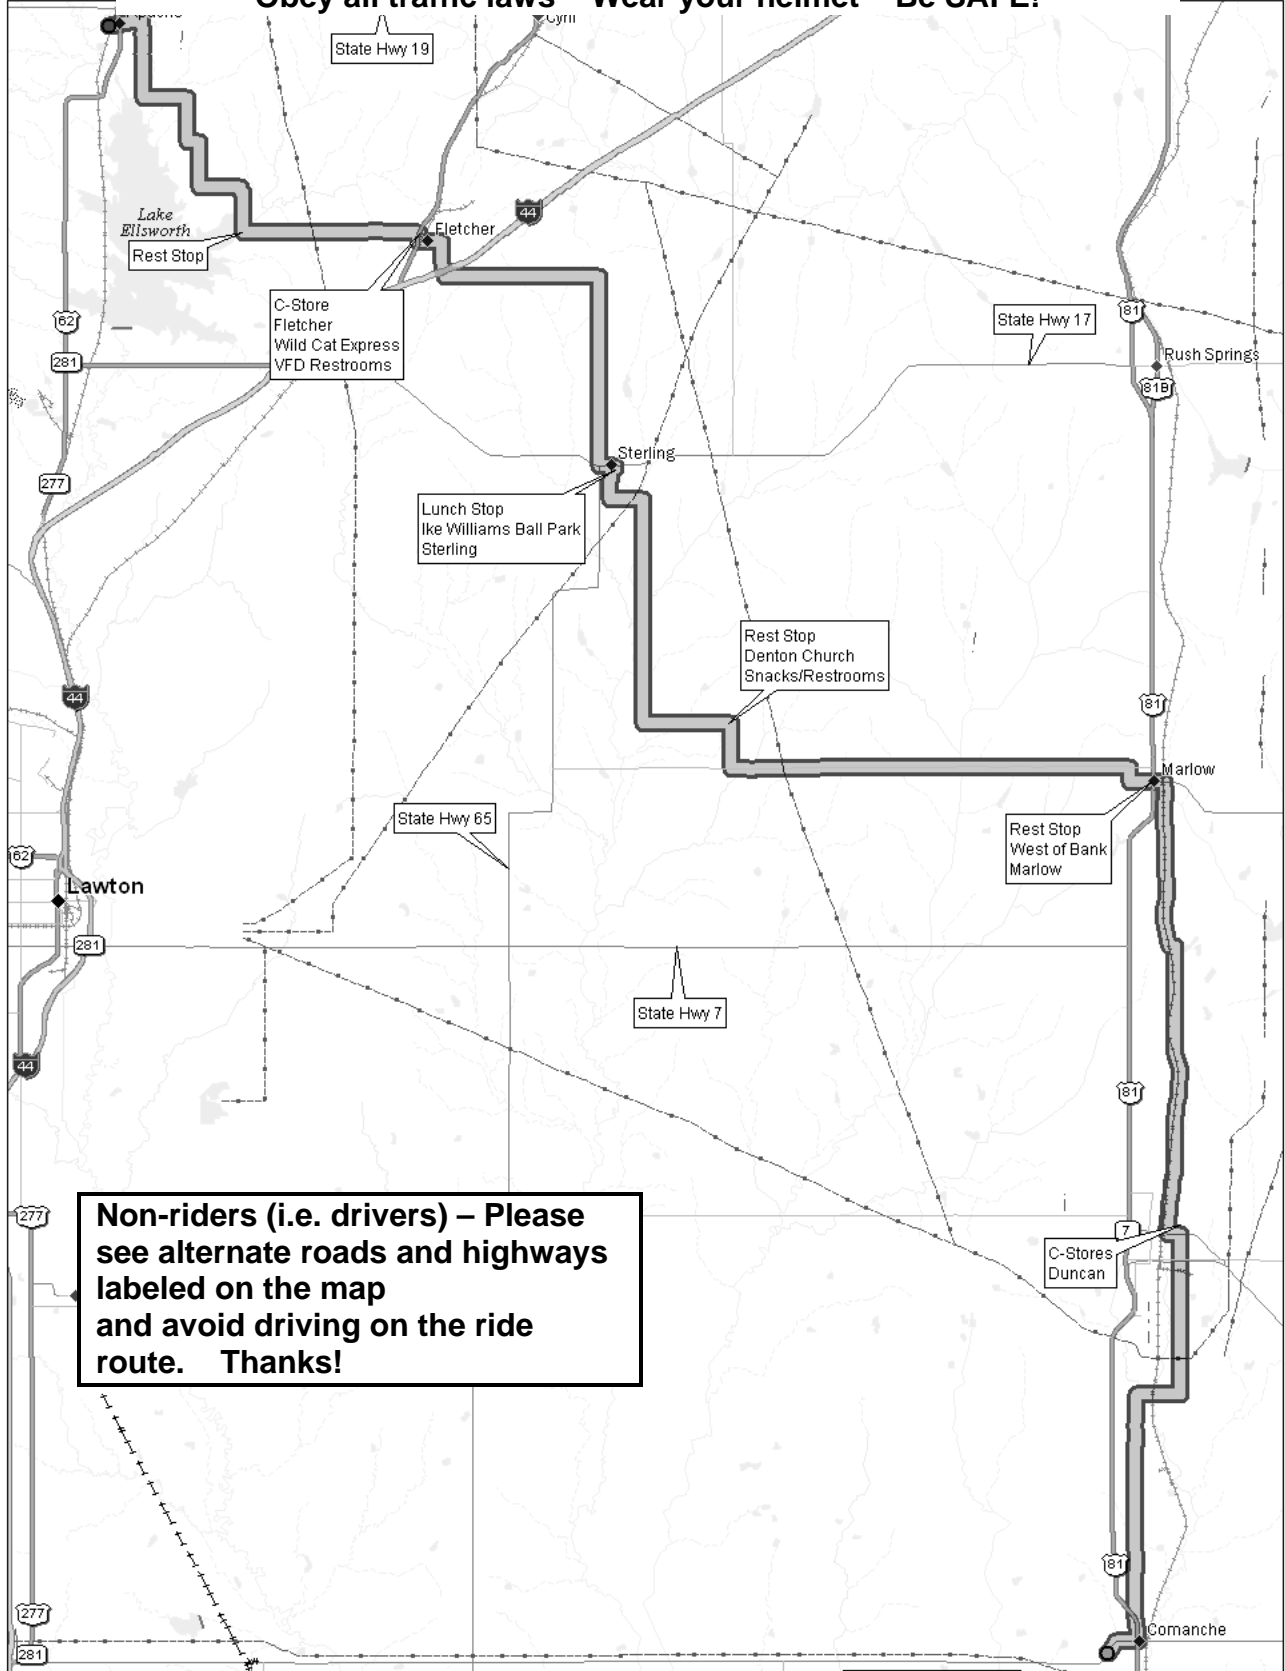 Obey all traffic laws – Wear your helmet – Be SAFE!
Apache
Cyril
State Hwy 19
Lake
Ellsworth
44
Fletcher
Rest Stop
C-Store
Fletcher
Wild Cat Express
VFD Restrooms
62
281
State Hwy 17
81
Rush Springs
81B
277
Sterling
Lunch Stop
Ike Williams Ball Park
Sterling
Rest Stop
Denton Church
Snacks/Restrooms
44
81
Marlow
State Hwy 65
Rest Stop
West of Bank
Marlow
62
Lawton
281
State Hwy 7
44
81
277
7
C-Stores
Duncan
Non-riders (i.e. drivers) – Please
see alternate roads and highways
labeled on the map
and avoid driving on the ride
route. Thanks!
81
277
Comanche
281